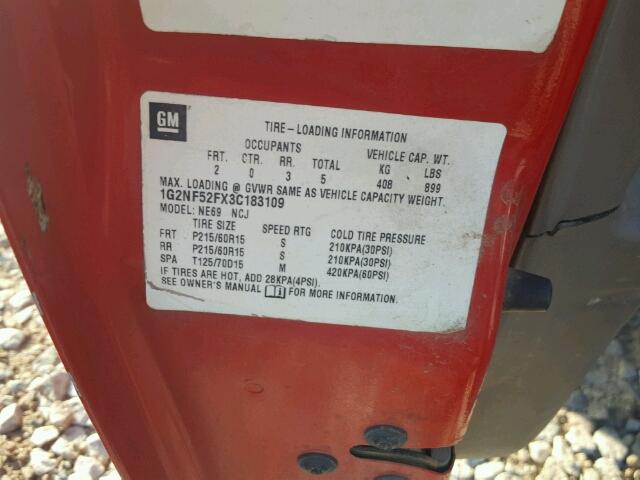 GM
TIRE-LOADING INFORMATION
OCCUPANTS VEHICLE CAP. WT.
FRT. CTR. RR. TOTAL KG LBS
2 0 3 5 408 899
MAX. LOADING @ GVWR SAME AS VEHICLE CAPACITY WEIGHT.
1G2NF52FX3C183109
MODEL: NE69 NCJ
TIRE SIZE SPEED RTG COLD TIRE PRESSURE
FRT P215/60R15 S 210KPA(30PSI)
RR P215/60R15 S 210KPA(30PSI)
SPA T125/70D15 M 420KPA(60PSI)
IF TIRES ARE HOT, ADD 28KPA(4PSI)
SEE OWNER'S MANUAL FOR MORE INFORMATION.